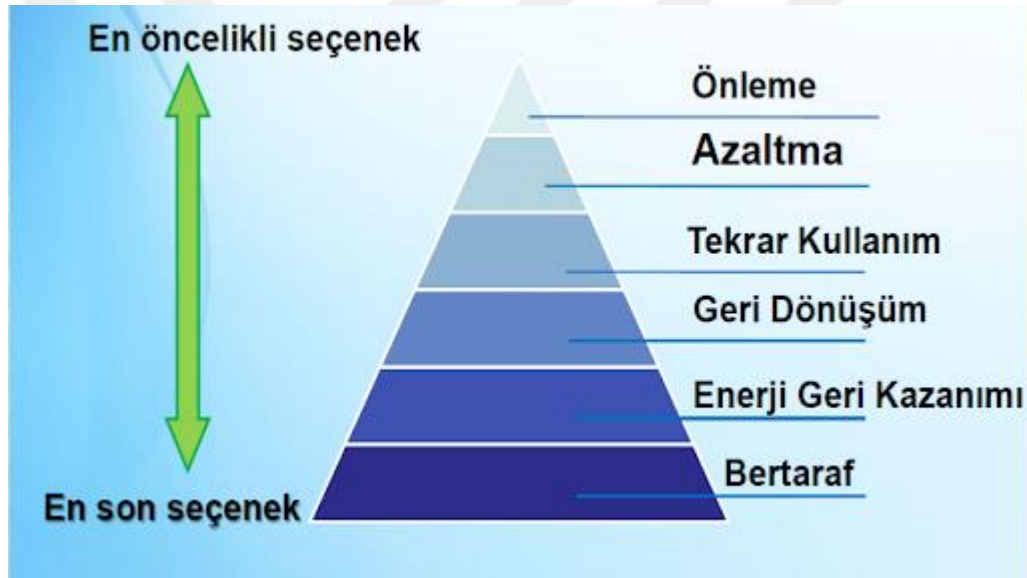 En öncelikli seçenek
Önleme
Azaltma
Tekrar Kullanım
Geri Dönüşüm
Enerji Geri Kazanımı
Bertaraf
En son seçenek